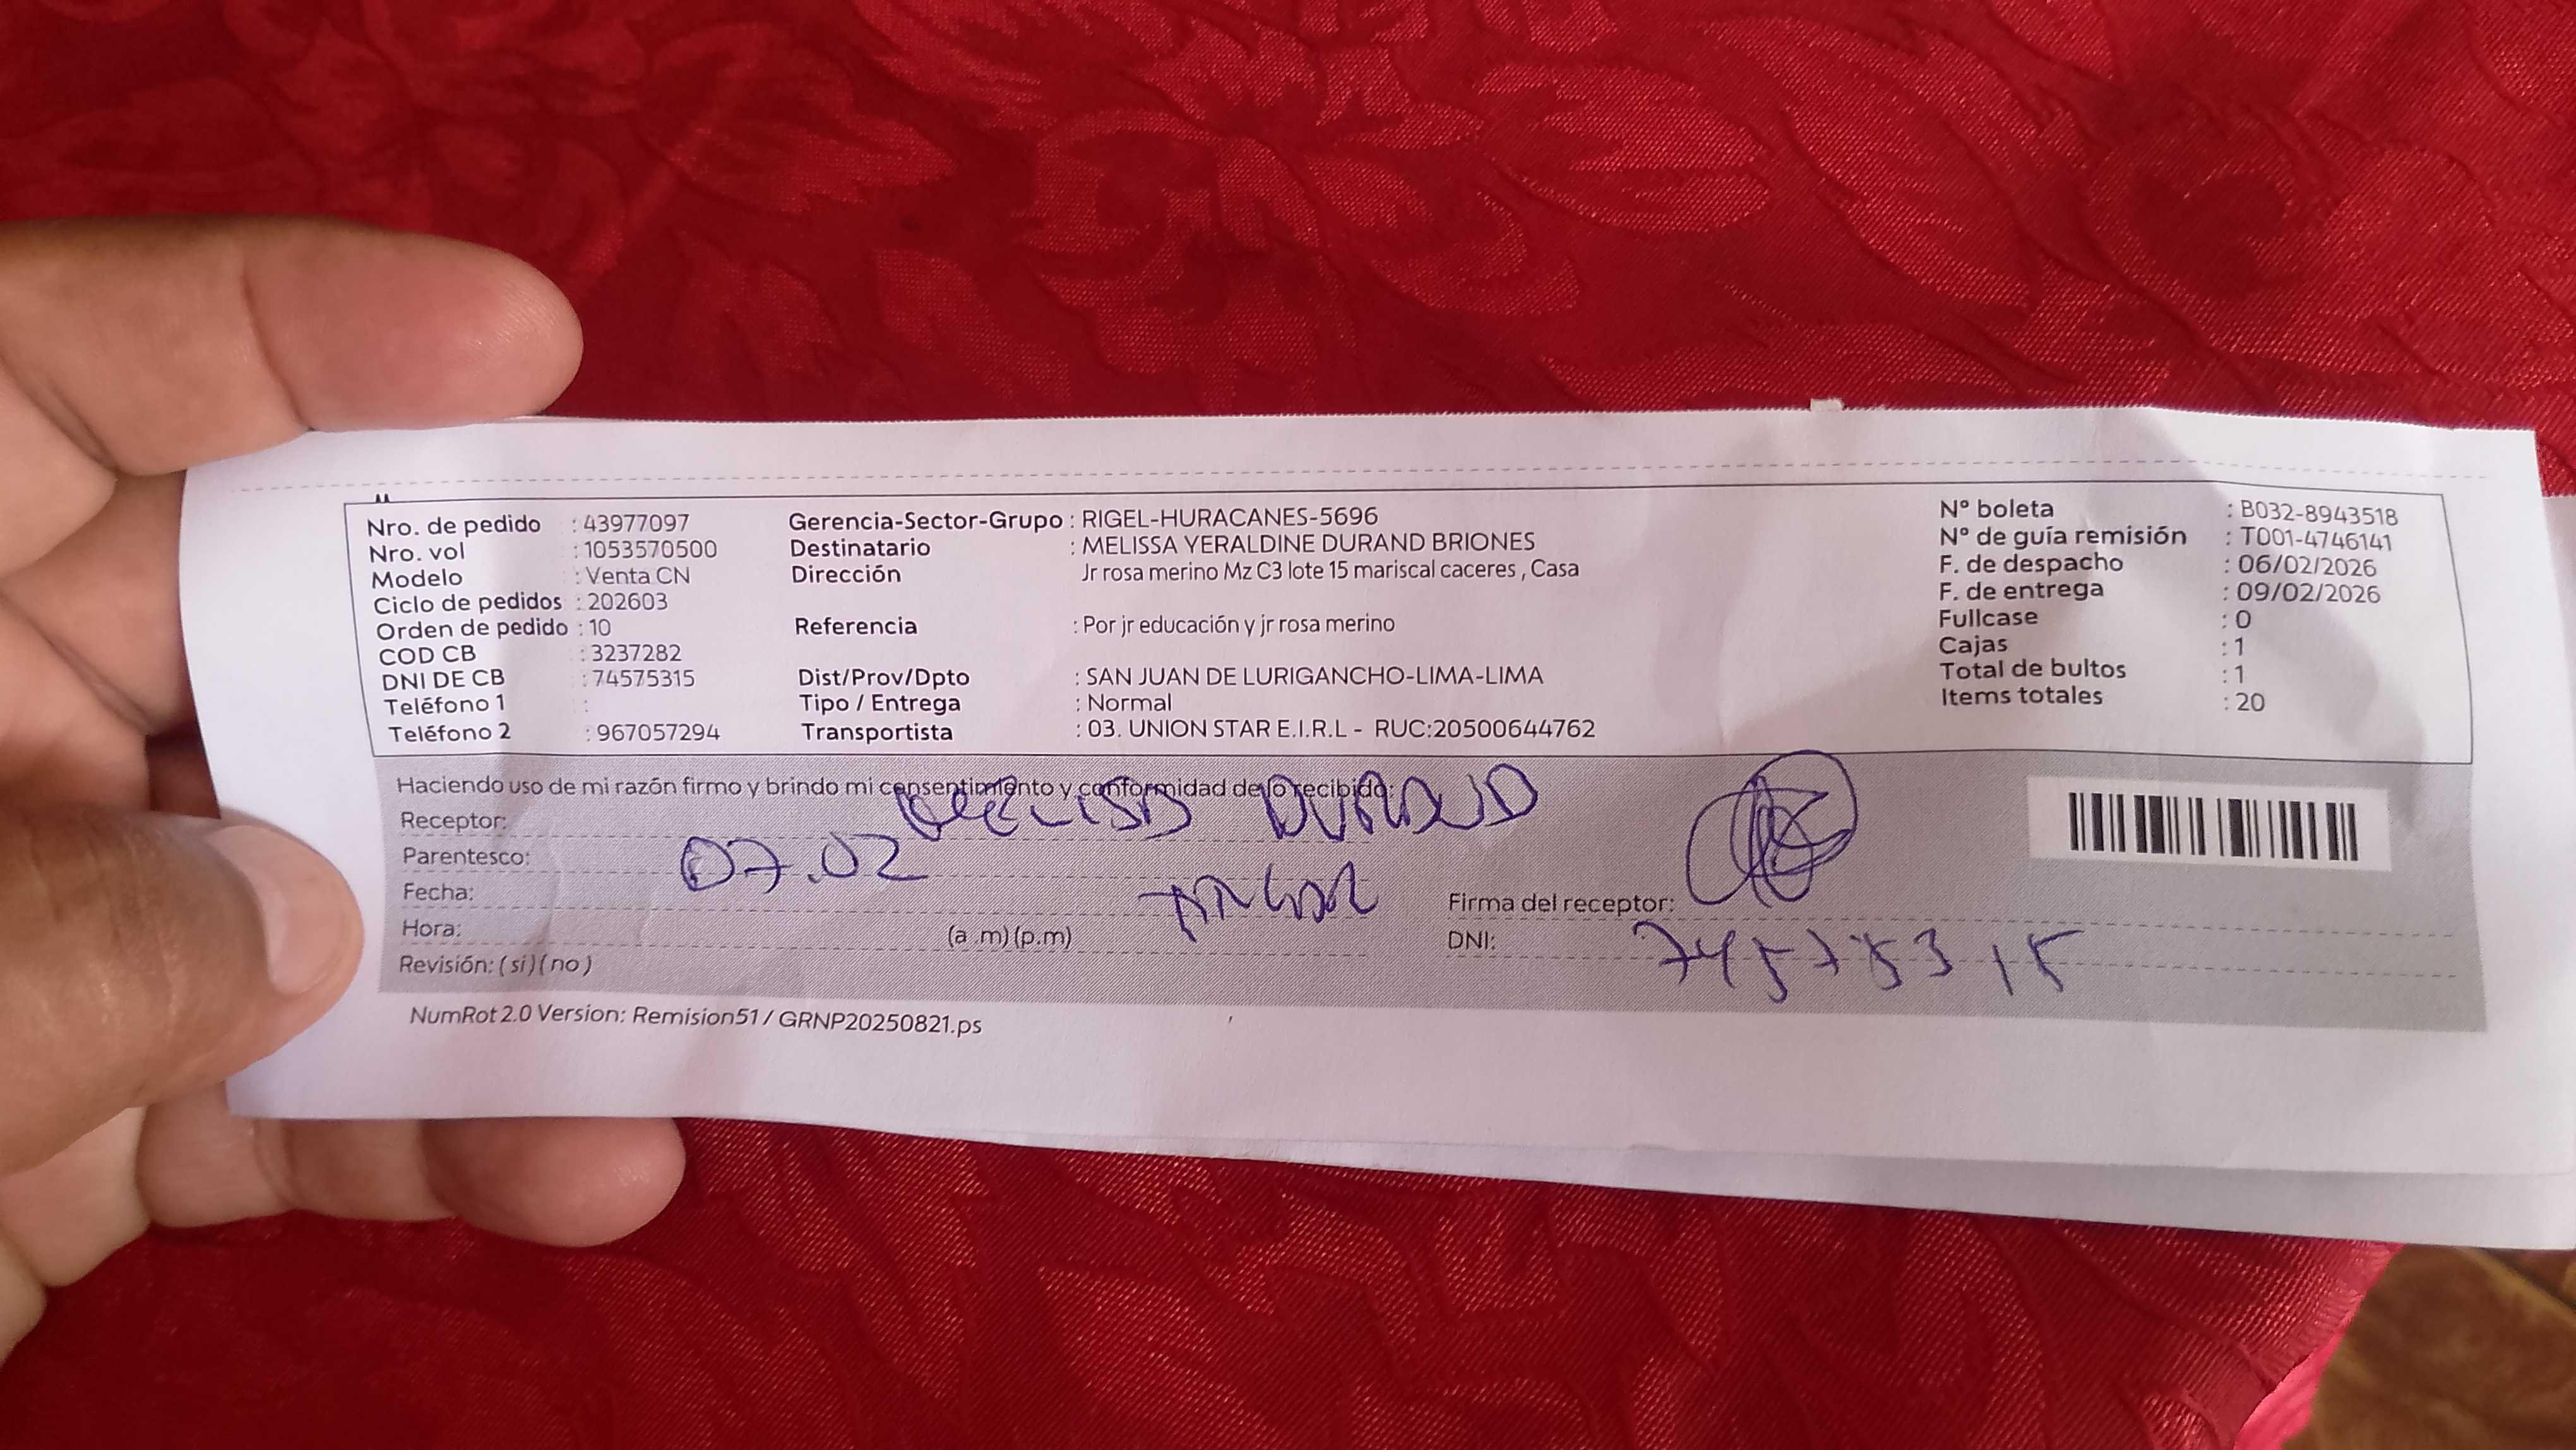 Nro. de pedido : 43977097
Nro. vol : 1053570500
Modelo : Venta CN
Ciclo de pedidos : 202603
Orden de pedido : 10
COD CB : 3237282
DNI DE CB : 74575315
Teléfono 1 :
Teléfono 2 : 967057294
Gerencia-Sector-Grupo : RIGEL-HURACANES-5696
Destinatario : MELISSA YERALDINE DURAND BRIONES
Dirección Jr rosa merino Mz C3 lote 15 mariscal caceres , Casa
Referencia : Por jr educación y jr rosa merino
Dist/Prov/Dpto : SAN JUAN DE LURIGANCHO-LIMA-LIMA
Tipo / Entrega : Normal
Transportista : 03. UNION STAR E.I.R.L - RUC:20500644762
N° boleta : B032-8943518
N° de guía remisión : T001-4746141
F. de despacho : 06/02/2026
F. de entrega : 09/02/2026
Fullcase : 0
Cajas : 1
Total de bultos : 1
Items totales : 20
Haciendo uso de mi razón firmo y brindo mi consentimiento y conformidad de lo recibido:
Receptor: DURAND
Parentesco:
Fecha: 07.02
Hora: (a .m) (p.m)
Revisión: ( si ) ( no )
Firma del receptor:
DNI:
NumRot 2.0 Version: Remision51 / GRNP20250821.ps